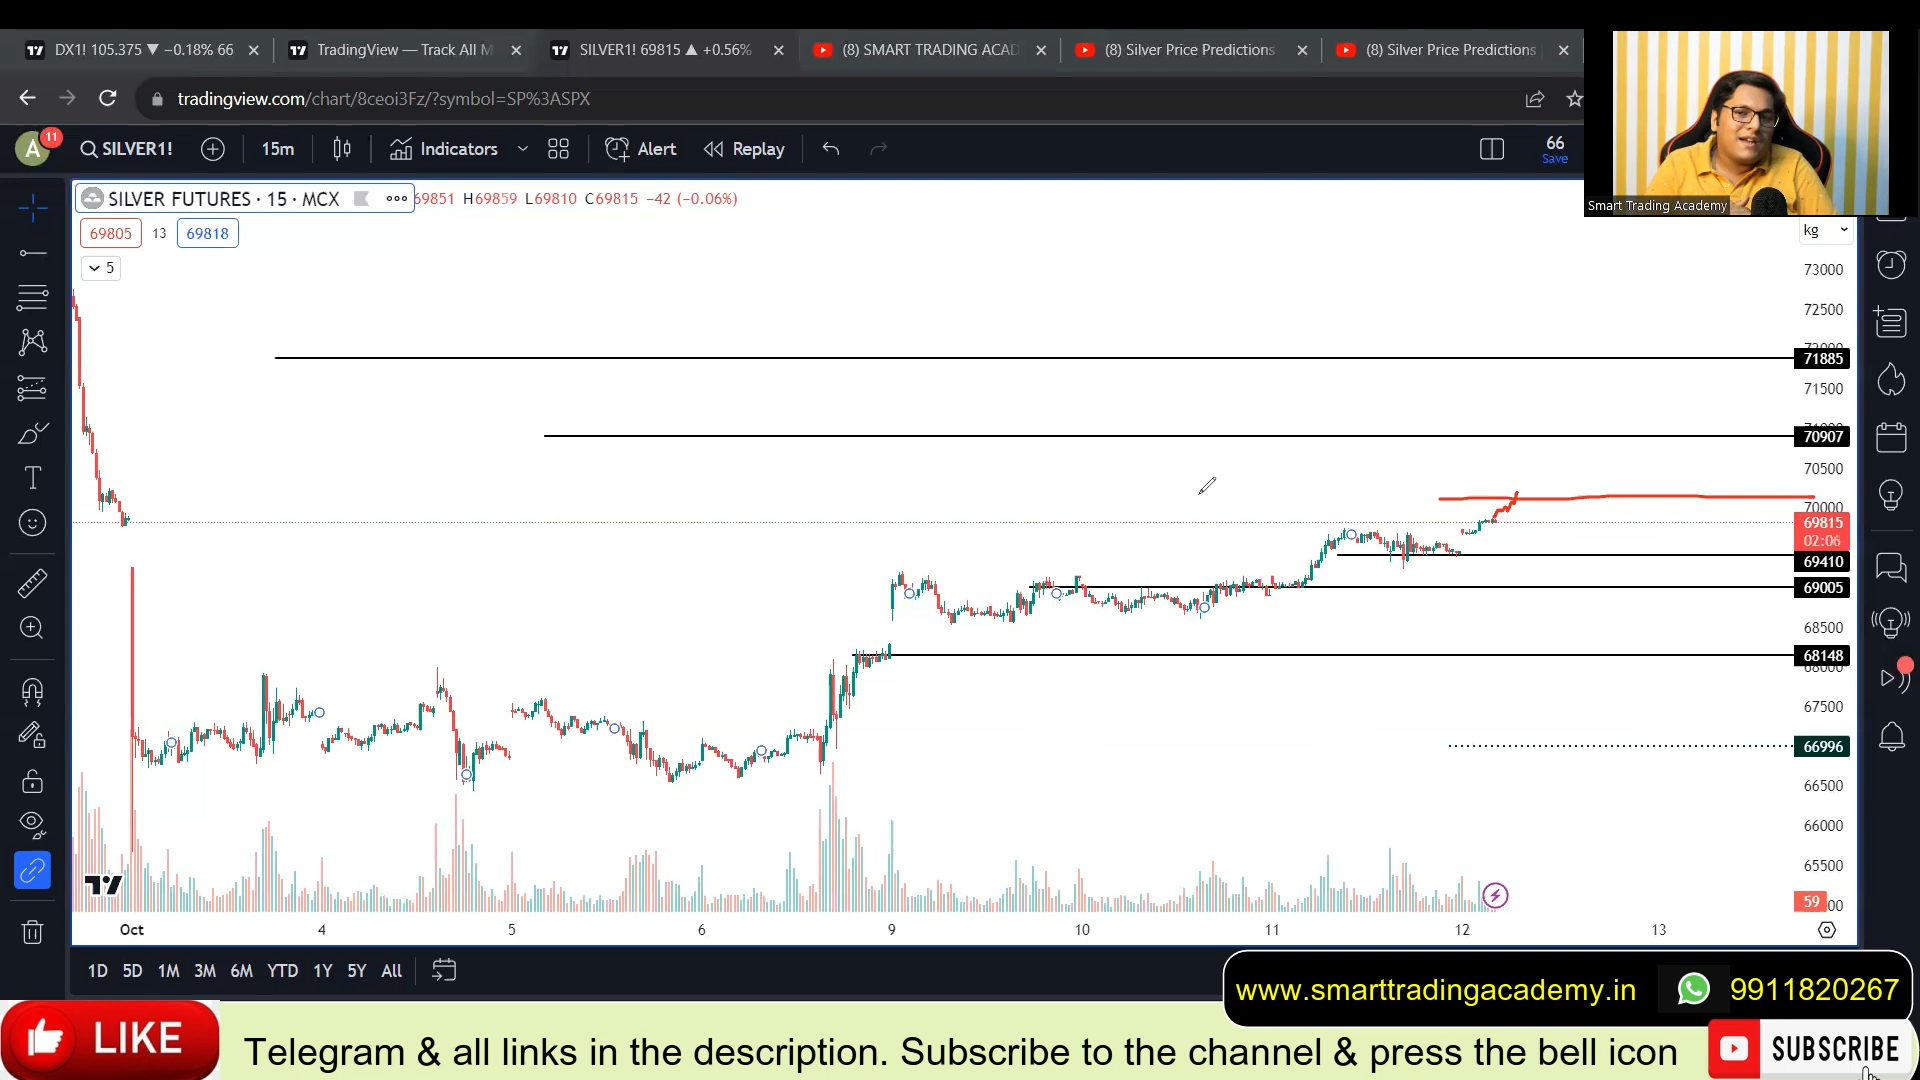 DX1! 105.375 ▼ −0.18% 66
TradingView — Track All M
SILVER1! 69815 ▲ +0.56%
(8) SMART TRADING ACAD
(8) Silver Price Predictions
(8) Silver Price Predictions
tradingview.com/chart/8ceoi3Fz/?symbol=SP%3ASPX
A
11
SILVER1!
15m
Indicators
Alert
Replay
66
Save
Smart Trading Academy
SILVER FUTURES · 15 · MCX
69851 H69859 L69810 C69815 −42 (−0.06%)
69805
13
69818
5
kg
73000
72500
71885
71500
70907
70500
70000
69815
02:06
69410
69005
68500
68148
67500
66996
66500
66000
65500
59
Oct
4
5
6
9
10
11
12
13
1D 5D 1M 3M 6M YTD 1Y 5Y All
www.smarttradingacademy.in
9911820267
LIKE
Telegram & all links in the description. Subscribe to the channel & press the bell icon
SUBSCRIBE